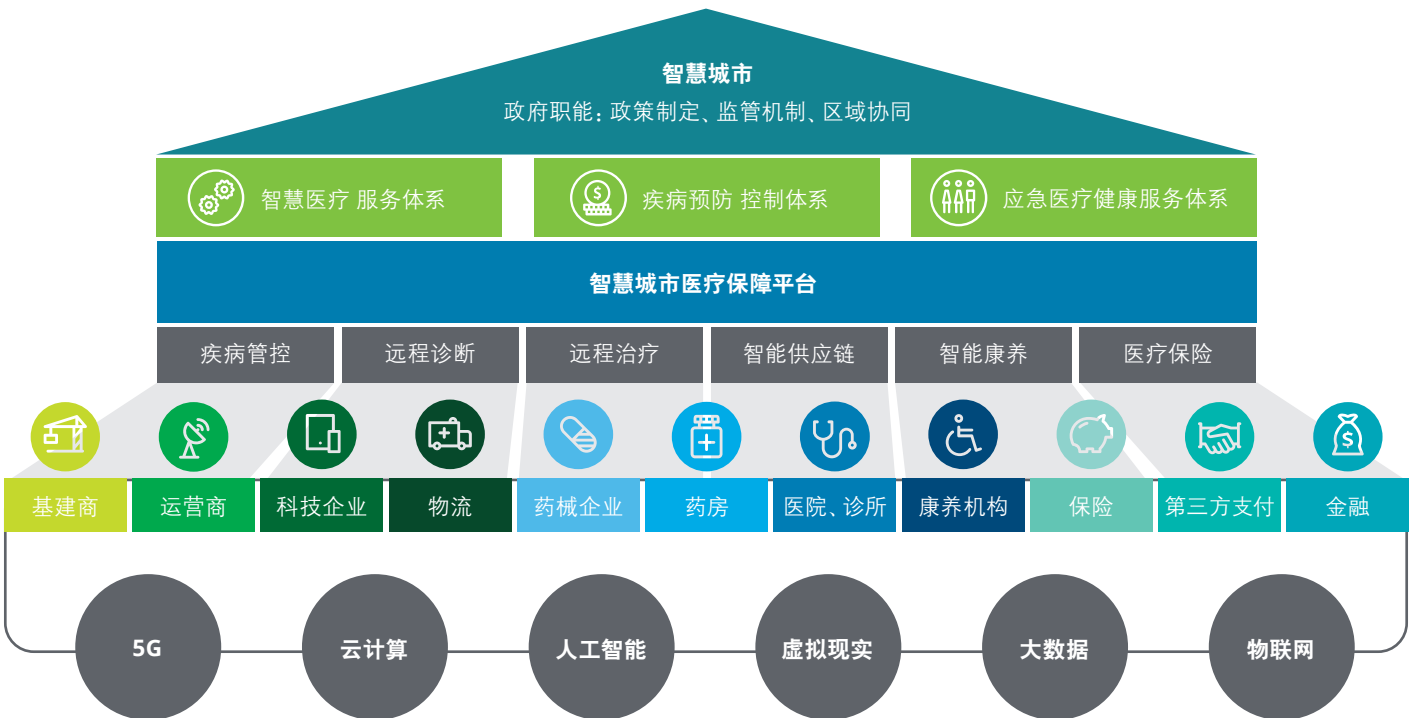 智慧城市
政府职能：政策制定、监管机制、区域协同
智慧医疗 服务体系
疾病预防 控制体系
应急医疗健康服务体系
智慧城市医疗保障平台
疾病管控
远程诊断
远程治疗
智能供应链
智能康养
医疗保险
基建商
运营商
科技企业
物流
药械企业
药房
医院、诊所
康养机构
保险
第三方支付
金融
5G
云计算
人工智能
虚拟现实
大数据
物联网